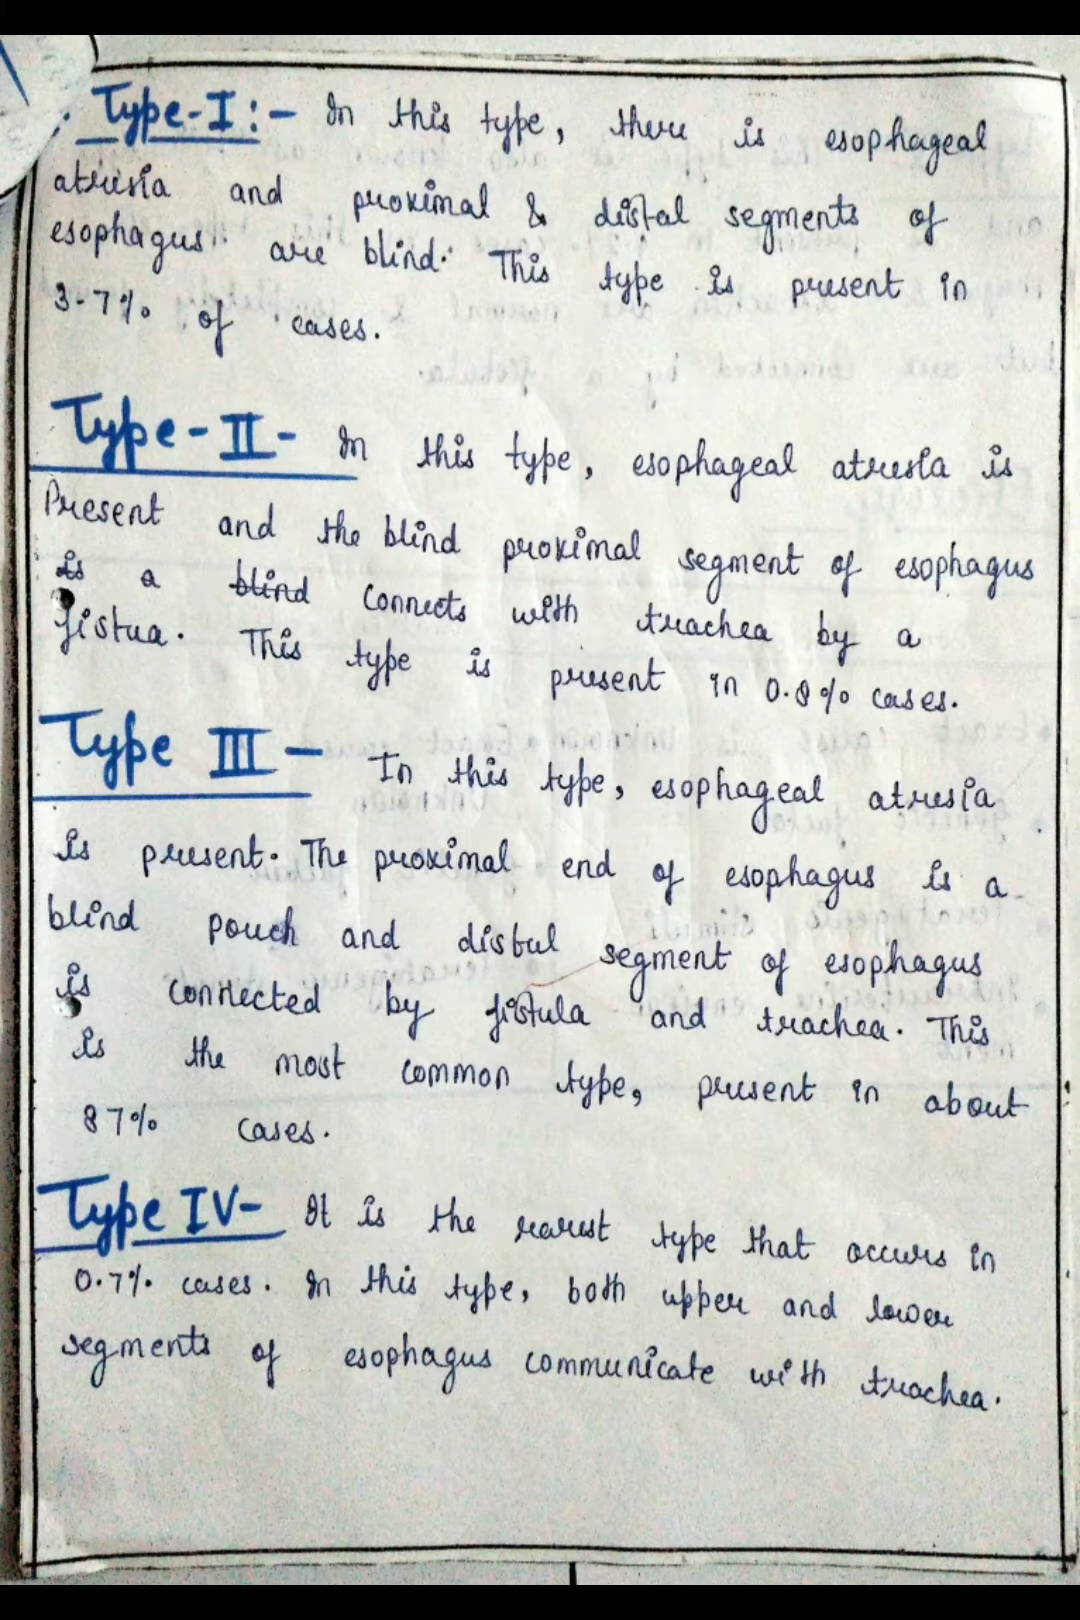 Type-I:- In this type, there is esophageal
atresia and proximal & distal segments of
esophagus are blind. This type is present in
3-7% of cases.
Type-II- In this type, esophageal atresia is
Present and the blind proximal segment of esophagus
is a blind connects with trachea by a
fistua. This type is present in 0.8% cases.
Type III- In this type, esophageal atresia
is present. The proximal end of esophagus is a
blind pouch and distal segment of esophagus
is connected by fistula and trachea. This
is the most common type, present in about
87% cases.
Type IV- It is the rarest type that occurs in
0.7% cases. In this type, both upper and lower
segments of esophagus communicate with trachea.